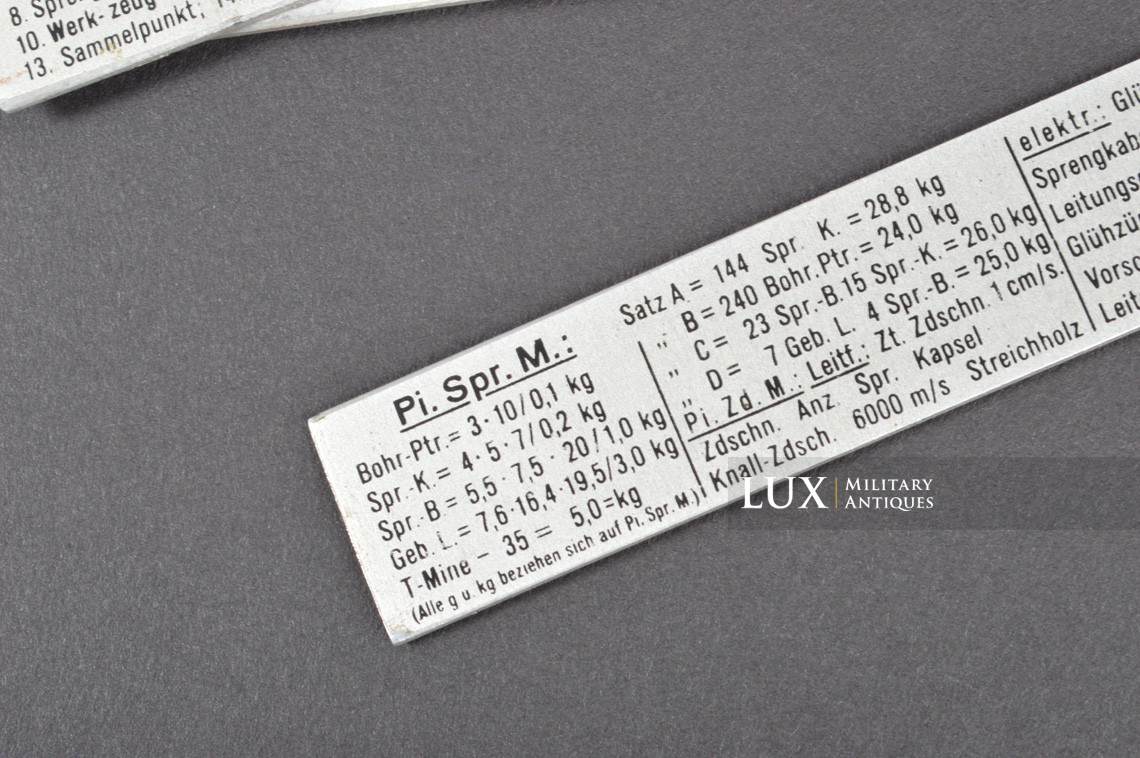 8. Spre
10. Werk-zeug
13. Sammelpunkt; 14
Pi. Spr. M.:
Bohr-Ptr.= 3·10/0,1 kg
Spr.-K.= 4·5·7/0,2 kg
Spr.-B= 5,5·7,5·20/1,0 kg
Geb. L.= 7,6·16,4·19,5/3,0 kg
T-Mine - 35= 5,0=kg
(Alle g u. kg beziehen sich auf Pi. Spr. M.)
Satz A= 144 Spr. K. = 28,8 kg
„ B= 240 Bohr.Ptr.= 24,0 kg
„ C= 23 Spr.-B.15 Spr.-K.= 26,0 kg
„ D= 7 Geb. L. 4 Spr.-B.= 25,0 kg
Pi. Zd. M.: Leitf.: Zt. Zdschn. 1 cm/s.
Zdschn. Anz. Spr. Kapsel
Knall-Zdsch. 6000 m/s Streichholz
elektr.: Glü
Sprengkab
Leitungs
Glühzü
Vorsc
Leit
LUX MILITARY
ANTIQUES